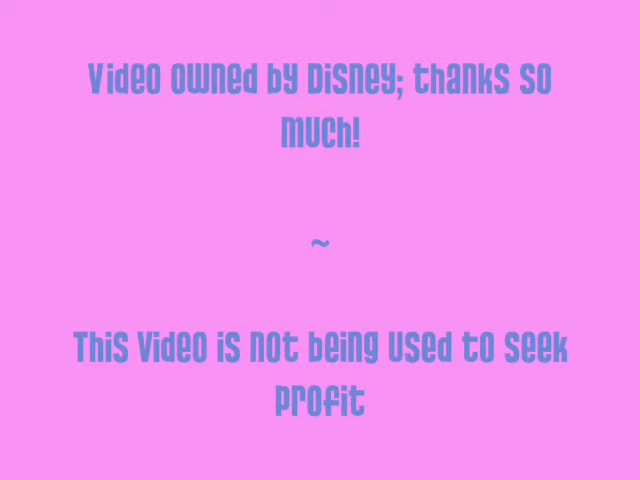 Video owned by Disney; thanks so
much!
~
This Video is not being used to seek
profit